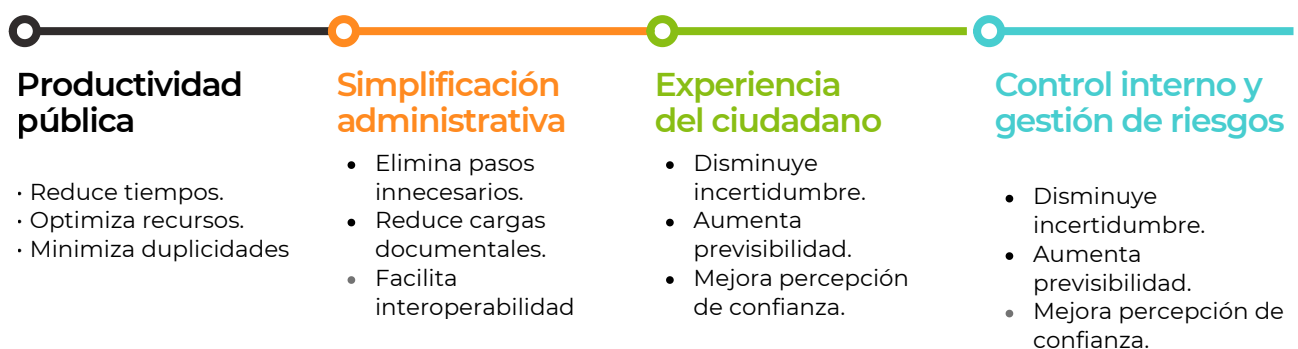 Productividad
pública
· Reduce tiempos.
· Optimiza recursos.
· Minimiza duplicidades
Simplificación
administrativa
• Elimina pasos
innecesarios.
• Reduce cargas
documentales.
• Facilita
interoperabilidad
Experiencia
del ciudadano
• Disminuye
incertidumbre.
• Aumenta
previsibilidad.
• Mejora percepción
de confianza.
Control interno y
gestión de riesgos
• Disminuye
incertidumbre.
• Aumenta
previsibilidad.
• Mejora percepción de
confianza.